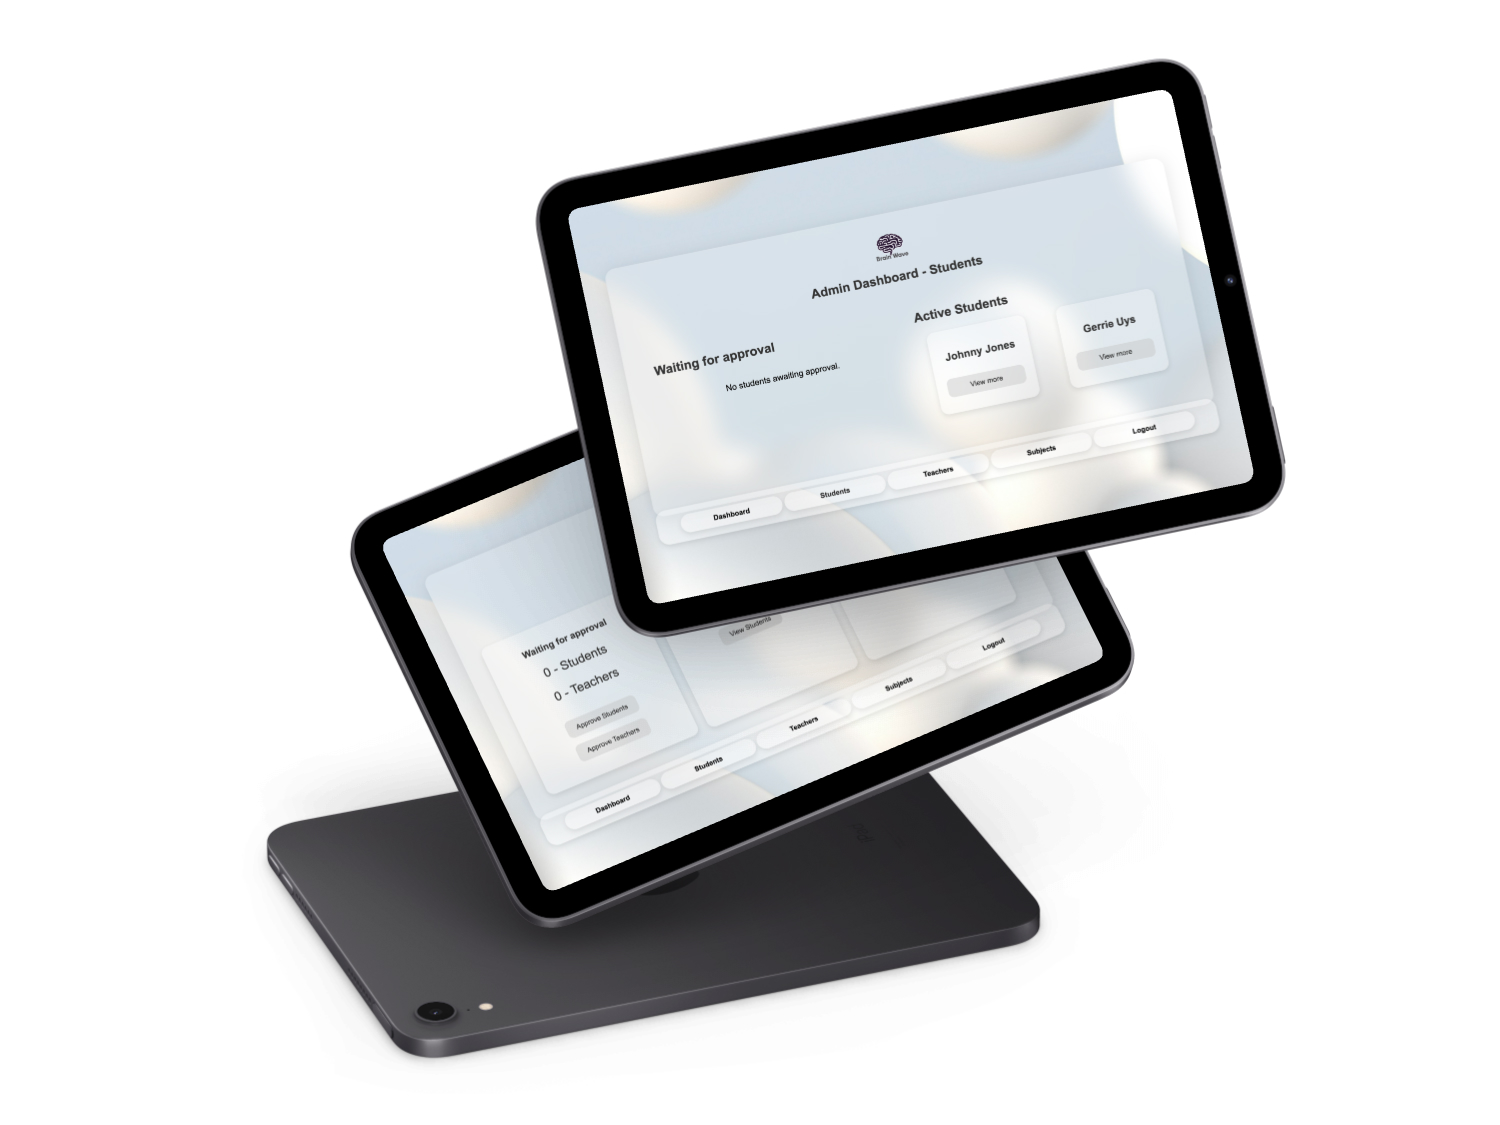 Brain Wave
Admin Dashboard - Students
Waiting for approval
No students awaiting approval.
Active Students
Johnny Jones
View more
Gerrie Uys
View more
Dashboard
Students
Teachers
Subjects
Logout
Waiting for approval
0 - Students
0 - Teachers
Approve Students
Approve Teachers
View Students
Dashboard
Students
Teachers
Subjects
Logout